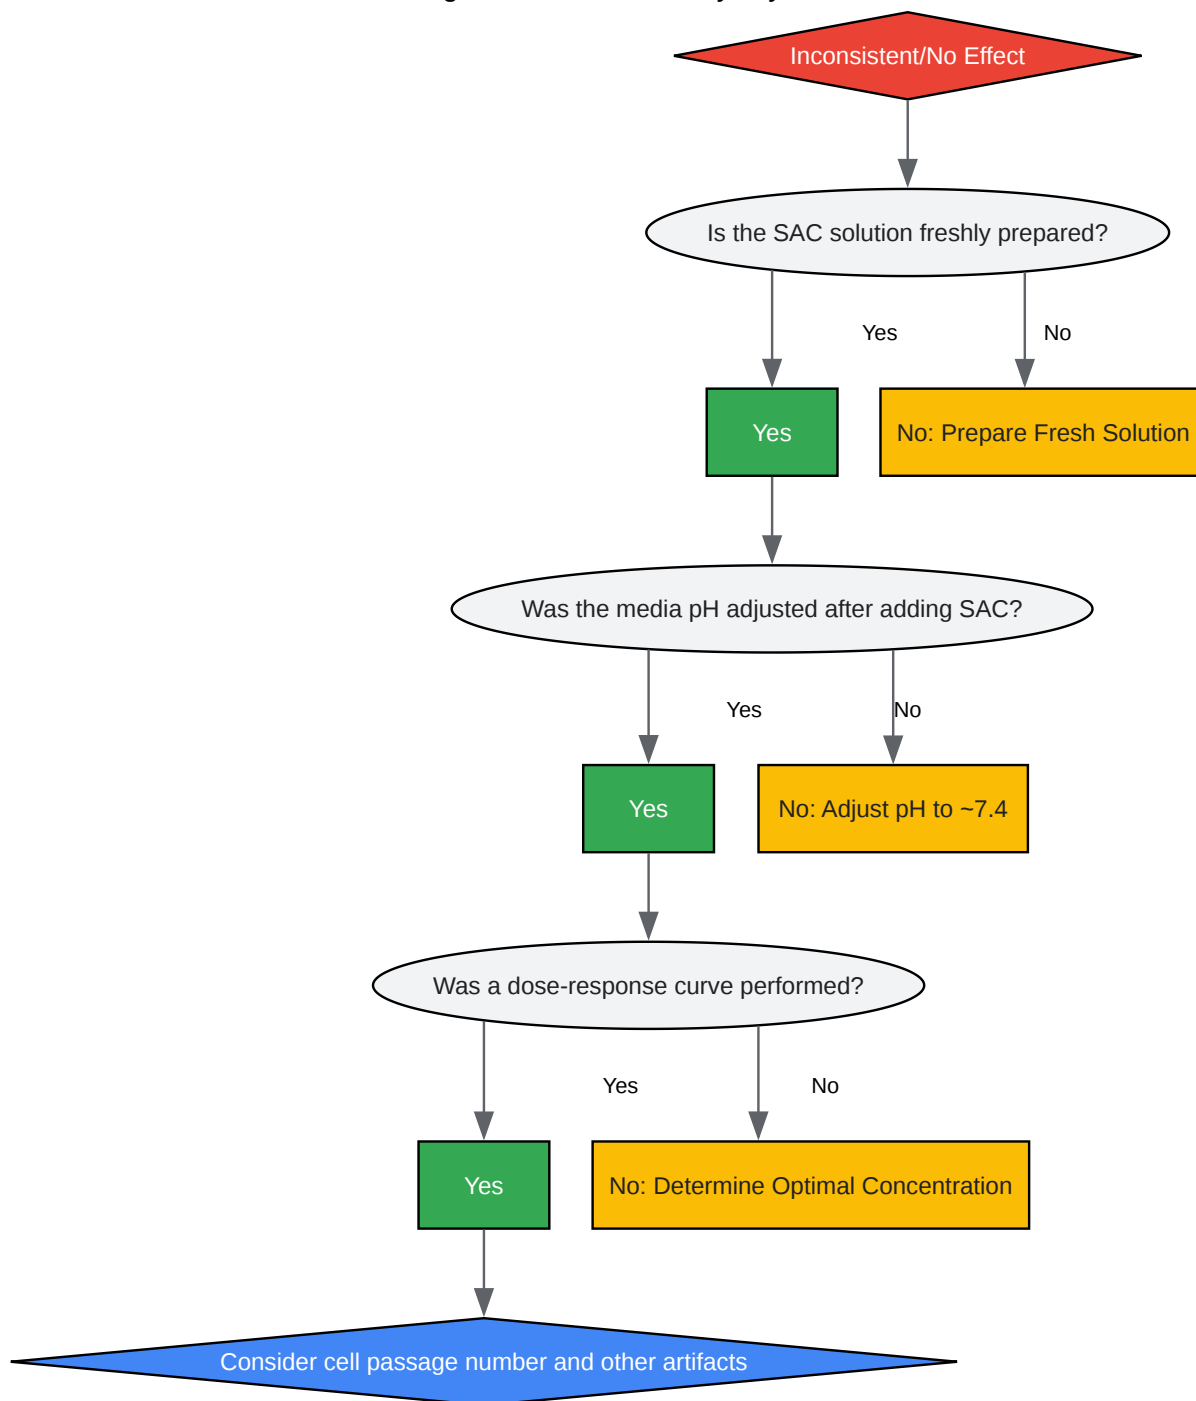 Inconsistent/No Effect
Is the SAC solution freshly prepared?
Yes
No
Yes
No: Prepare Fresh Solution
Was the media pH adjusted after adding SAC?
Yes
No
Yes
No: Adjust pH to ~7.4
Was a dose-response curve performed?
Yes
No
Yes
No: Determine Optimal Concentration
Consider cell passage number and other artifacts